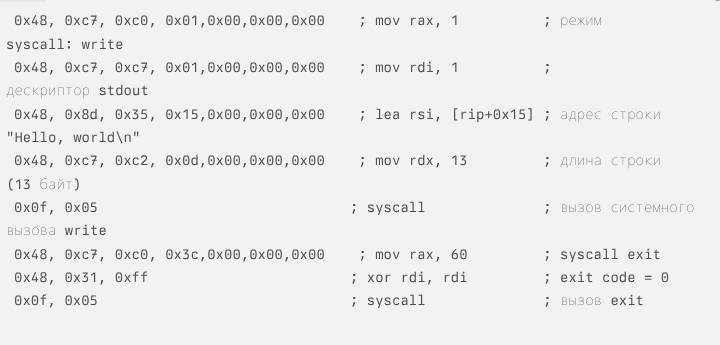 0x48, 0xc7, 0xc0, 0x01,0x00,0x00,0x00 ; mov rax, 1 ; режим
syscall: write
0x48, 0xc7, 0xc7, 0x01,0x00,0x00,0x00 ; mov rdi, 1 ;
дескриптор stdout
0x48, 0x8d, 0x35, 0x15,0x00,0x00,0x00 ; lea rsi, [rip+0x15] ; адрес строки
"Hello, world\n"
0x48, 0xc7, 0xc2, 0x0d,0x00,0x00,0x00 ; mov rdx, 13 ; длина строки
(13 байт)
0x0f, 0x05 ; syscall ; вызов системного
вызова write
0x48, 0xc7, 0xc0, 0x3c,0x00,0x00,0x00 ; mov rax, 60 ; syscall exit
0x48, 0x31, 0xff ; xor rdi, rdi ; exit code = 0
0x0f, 0x05 ; syscall ; вызов exit